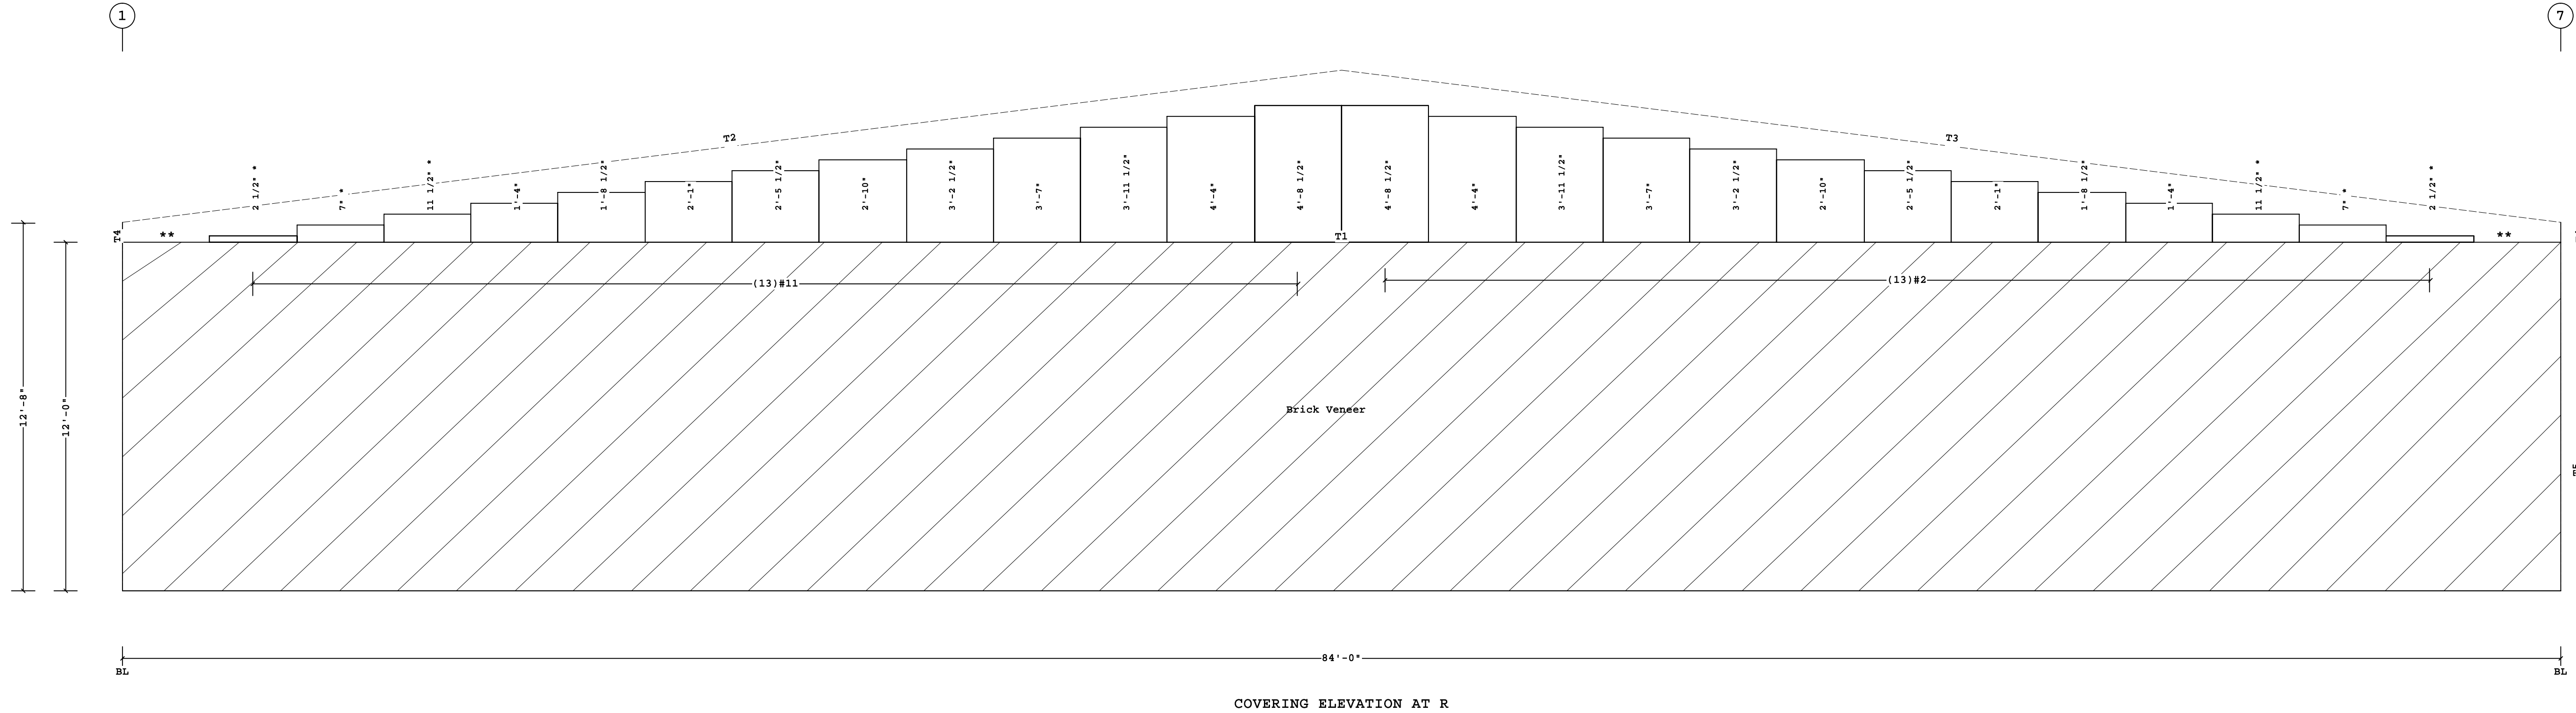 1
7
T2
T3
2 1/2" *
7" *
11 1/2" *
1'-4"
1'-8 1/2"
2'-1"
2'-5 1/2"
2'-10"
3'-2 1/2"
3'-7"
3'-11 1/2"
4'-4"
4'-8 1/2"
4'-8 1/2"
4'-4"
3'-11 1/2"
3'-7"
3'-2 1/2"
2'-10"
2'-5 1/2"
2'-1"
1'-8 1/2"
1'-4"
11 1/2" *
7" *
2 1/2" *
T4
**
T1
**
(13)#11
(13)#2
12'-8"
12'-0"
Brick Veneer
84'-0"
BL
BL
COVERING ELEVATION AT R